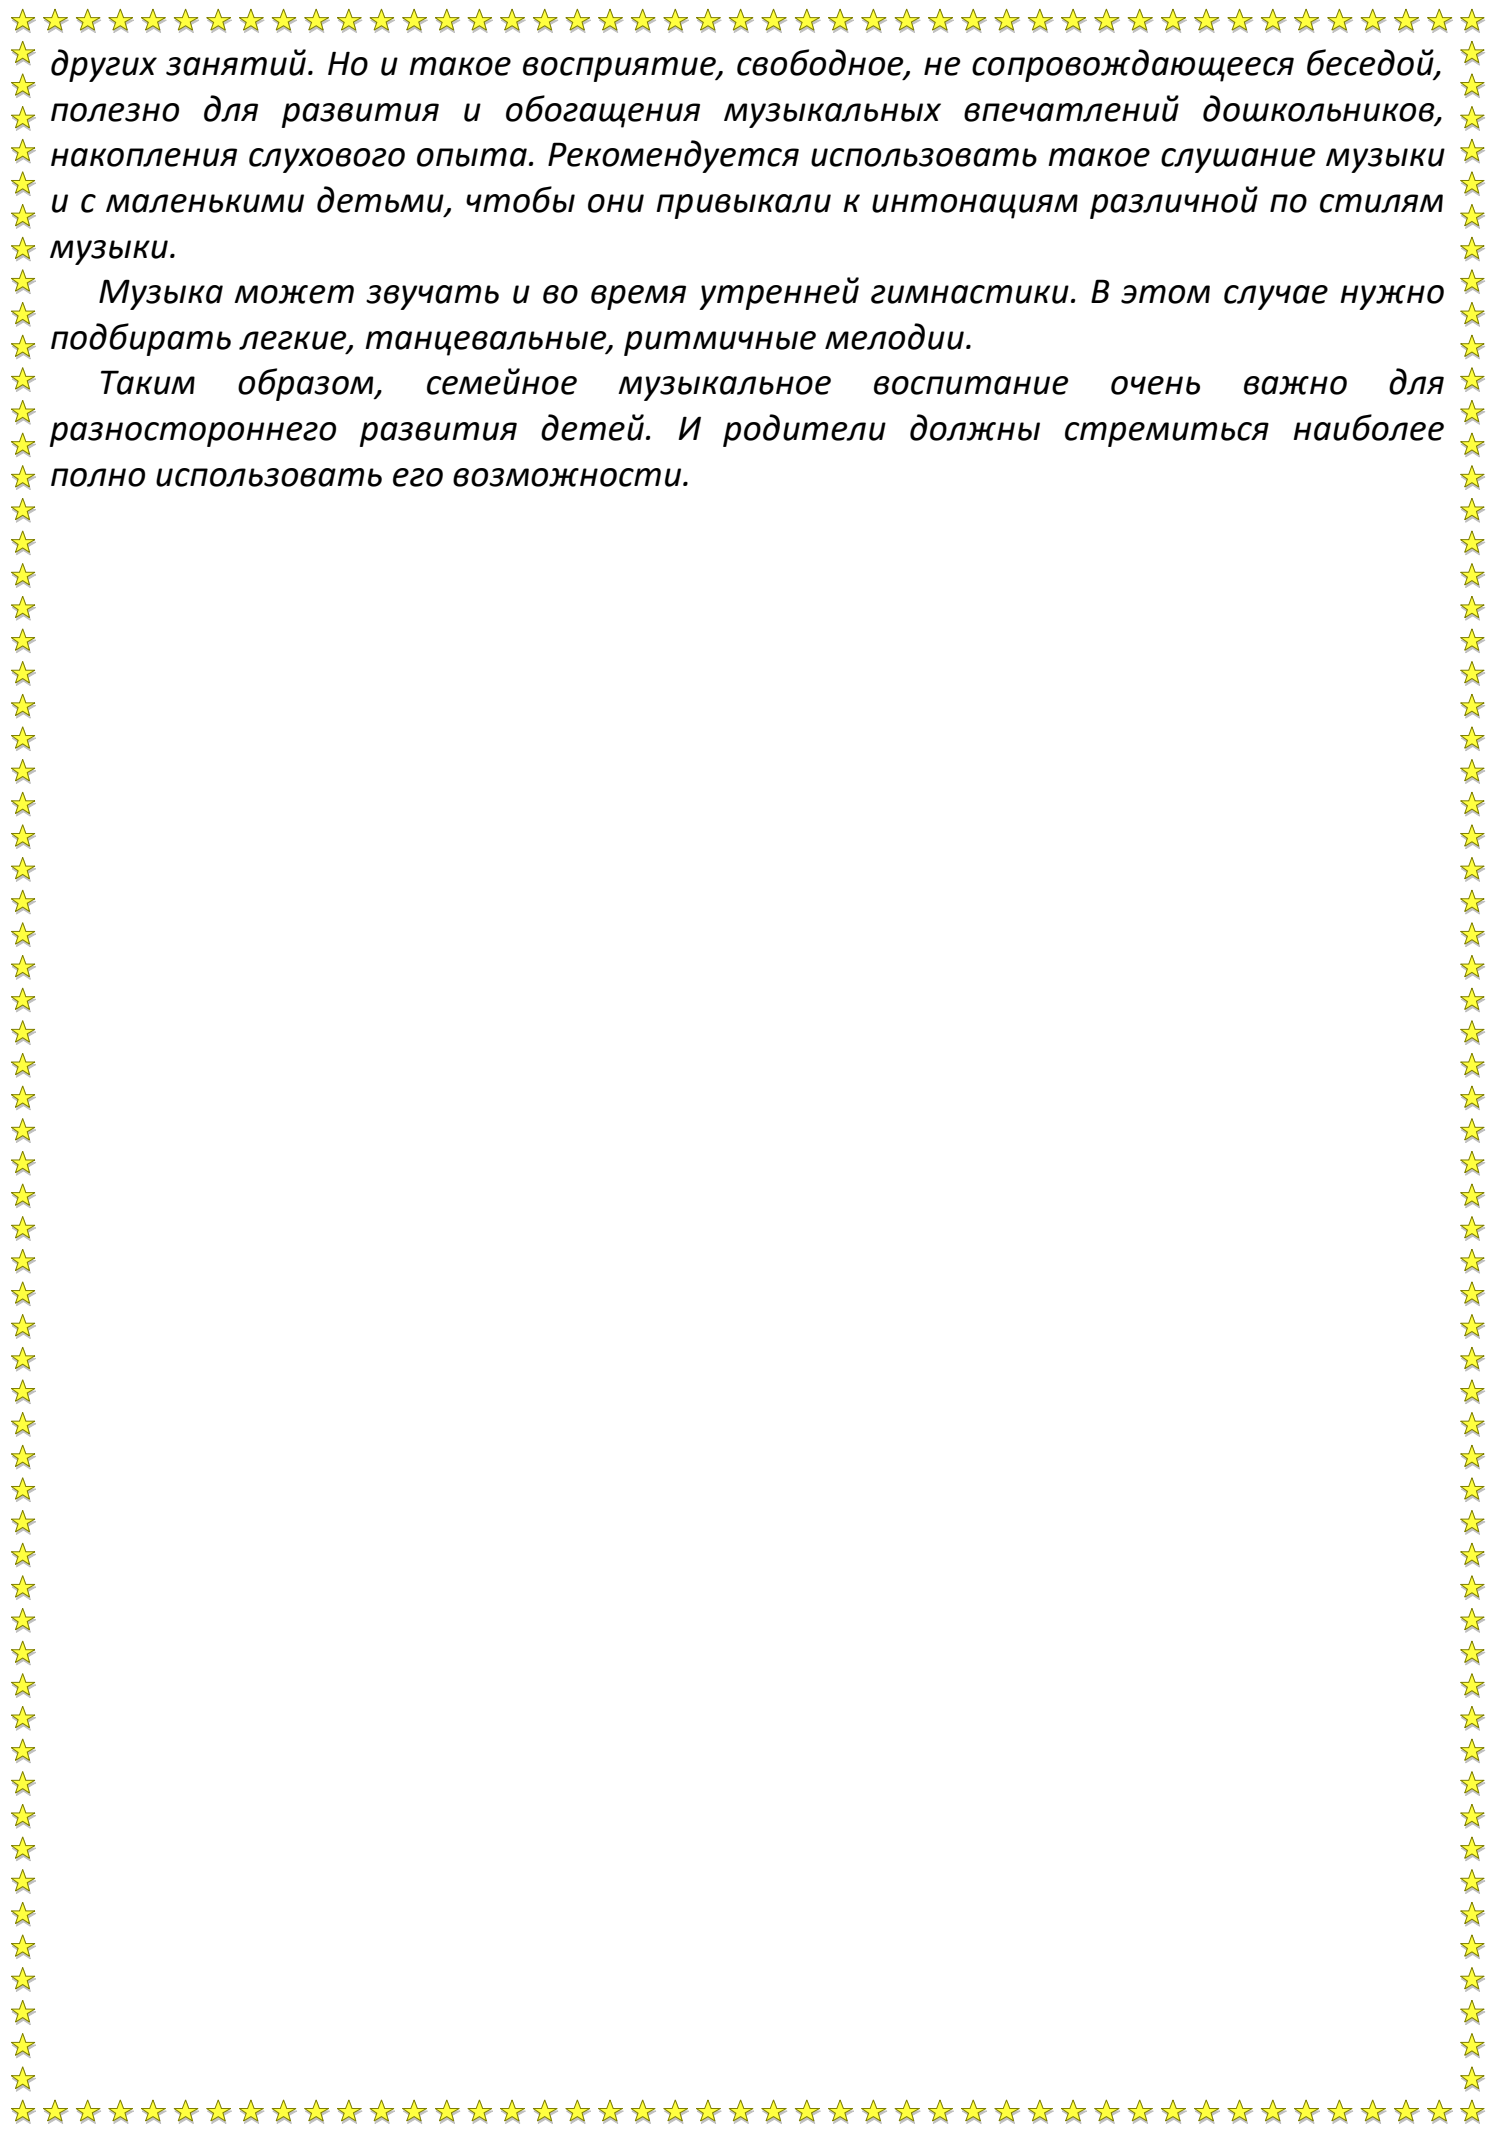 других занятий. Но и такое восприятие, свободное, не сопровождающееся беседой,
полезно для развития и обогащения музыкальных впечатлений дошкольников,
накопления слухового опыта. Рекомендуется использовать такое слушание музыки
и с маленькими детьми, чтобы они привыкали к интонациям различной по стилям
музыки.
Музыка может звучать и во время утренней гимнастики. В этом случае нужно
подбирать легкие, танцевальные, ритмичные мелодии.
Таким образом, семейное музыкальное воспитание очень важно для
разностороннего развития детей. И родители должны стремиться наиболее
полно использовать его возможности.